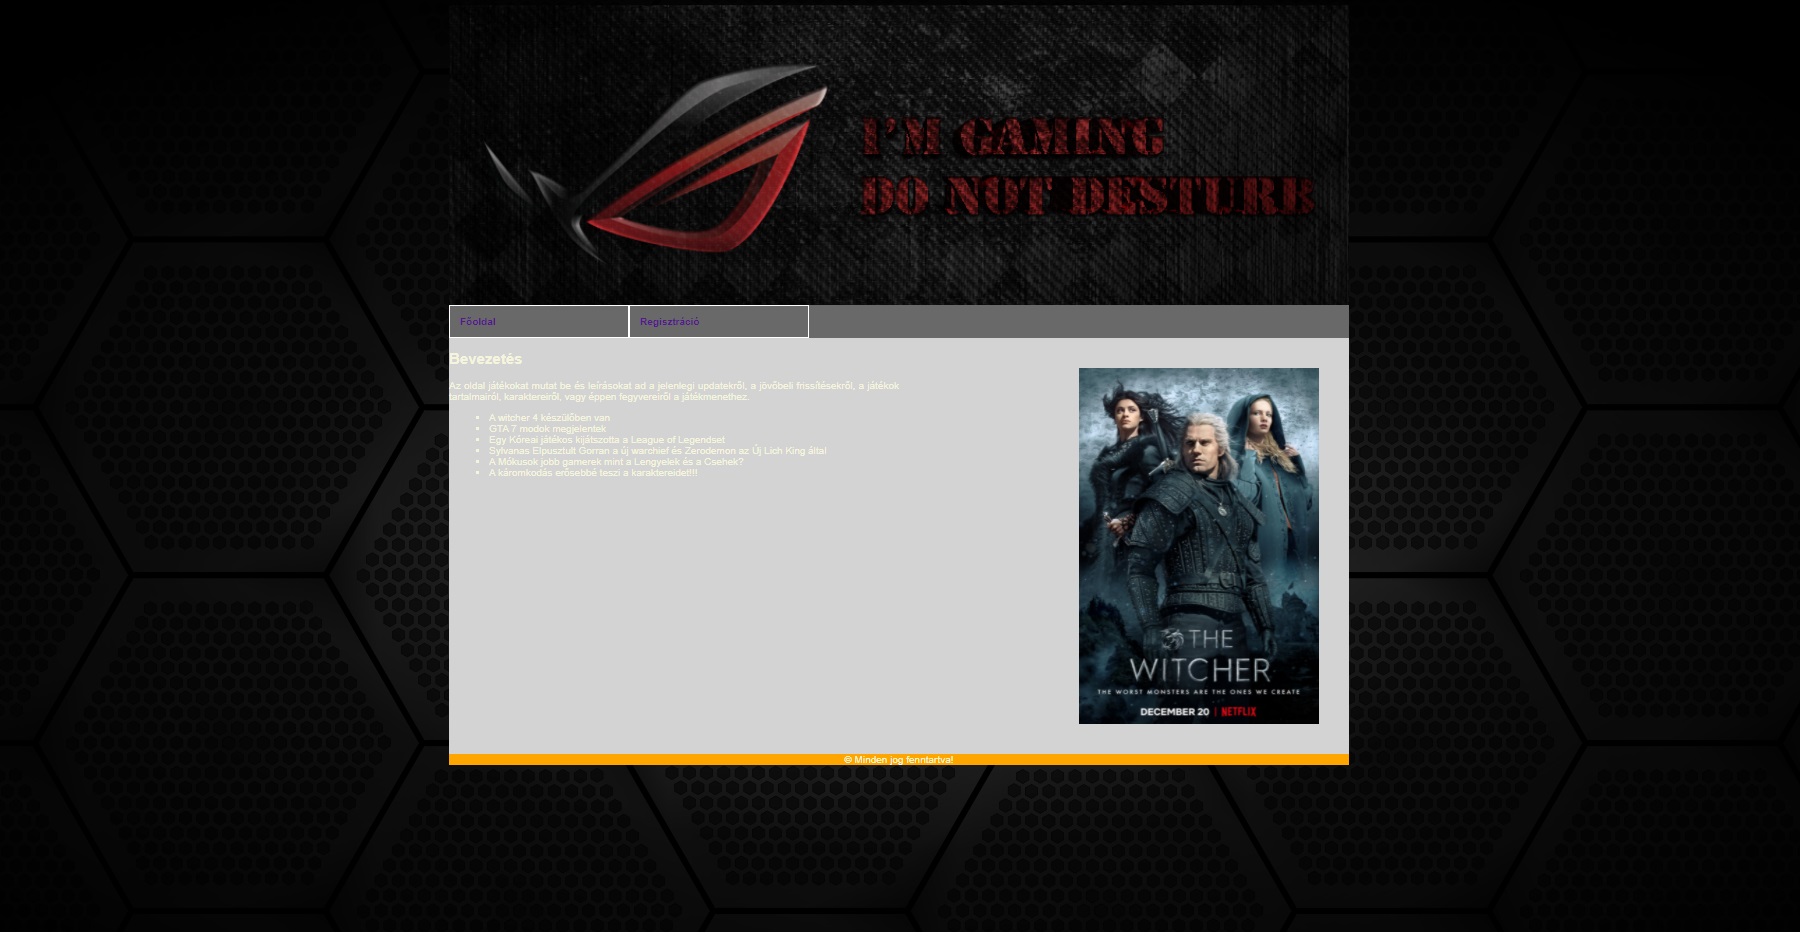 I'M GAMING
DO NOT DESTURB
Főoldal
Regisztráció
Bevezetés
Az oldal játékokat mutat be és leírásokat ad a jelenlegi updatekről, a jövőbeli frissítésekről, a játékok
tartalmairól, karaktereiről, vagy éppen fegyvereiről a játékmenethez.
A witcher 4 készülőben van
GTA 7 modok megjelentek
Egy Kóreai játékos kijátszotta a League of Legendset
Sylvanas Elpusztult Gorran a új warchief és Zerodemon az Új Lich King által
A Mókusok jobb gamerek mint a Lengyelek és a Csehek?
A káromkodás erősebbé teszi a karaktereidet!!!
THE
WITCHER
THE WORST MONSTERS ARE THE ONES WE CREATE
DECEMBER 20 | NETFLIX
© Minden jog fenntartva!